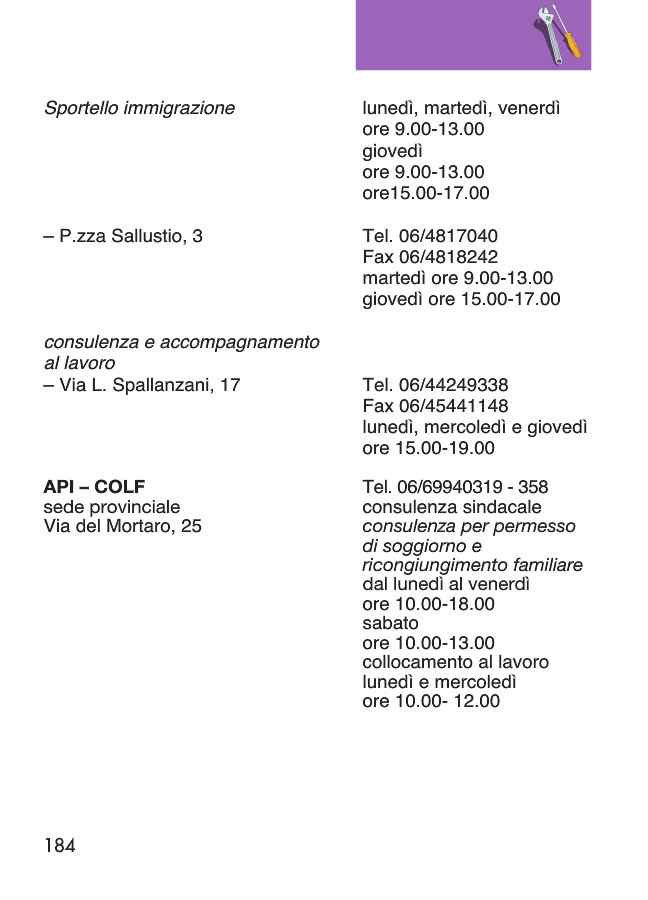 Sportello immigrazione
lunedì, martedì, venerdì
ore 9.00-13.00
giovedì
ore 9.00-13.00
ore15.00-17.00
– P.zza Sallustio, 3
Tel. 06/4817040
Fax 06/4818242
martedì ore 9.00-13.00
giovedì ore 15.00-17.00
consulenza e accompagnamento
al lavoro
– Via L. Spallanzani, 17
Tel. 06/44249338
Fax 06/45441148
lunedì, mercoledì e giovedì
ore 15.00-19.00
API – COLF
sede provinciale
Via del Mortaro, 25
Tel. 06/69940319 - 358
consulenza sindacale
consulenza per permesso
di soggiorno e
ricongiungimento familiare
dal lunedì al venerdì
ore 10.00-18.00
sabato
ore 10.00-13.00
collocamento al lavoro
lunedì e mercoledì
ore 10.00- 12.00
184